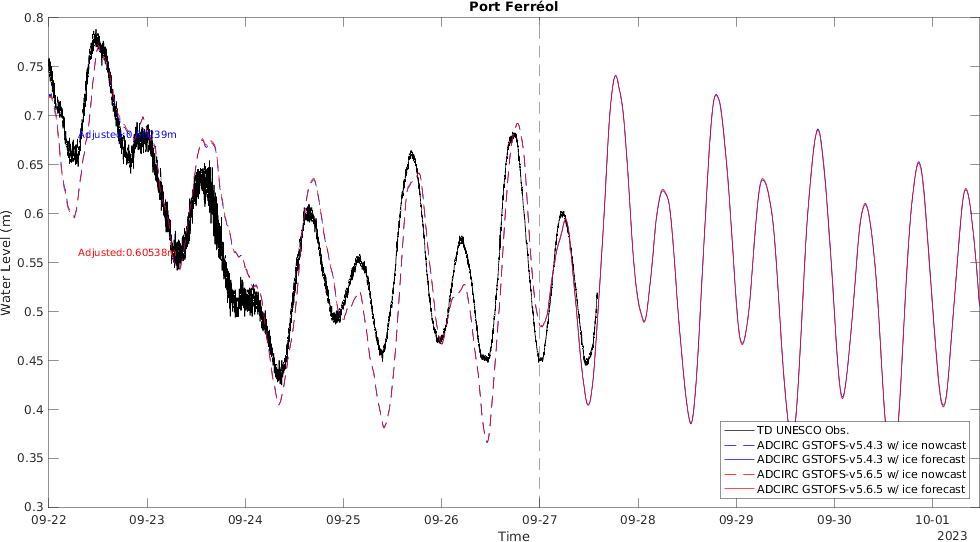 Port Ferréol
0.8
0.75
0.7
0.65
0.6
0.55
0.5
0.45
0.4
0.35
0.3
Water Level (m)
Adjusted:0.60538m
TD UNESCO Obs.
ADCIRC GSTOFS-v5.4.3 w/ ice nowcast
ADCIRC GSTOFS-v5.4.3 w/ ice forecast
ADCIRC GSTOFS-v5.6.5 w/ ice nowcast
ADCIRC GSTOFS-v5.6.5 w/ ice forecast
09-22 09-23 09-24 09-25 09-26 09-27 09-28 09-29 09-30 10-01
Time
2023